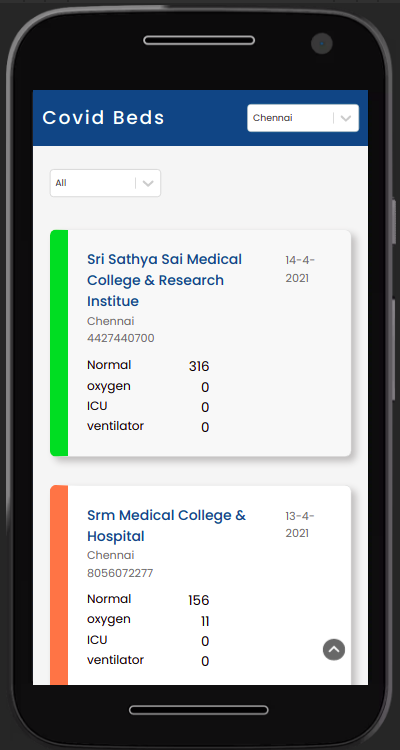 Covid Beds
Chennai
All
Sri Sathya Sai Medical
College & Research
Institue
14-4-
2021
Chennai
4427440700
Normal 316
oxygen 0
ICU 0
ventilator 0
Srm Medical College &
Hospital
13-4-
2021
Chennai
8056072277
Normal 156
oxygen 11
ICU 0
ventilator 0